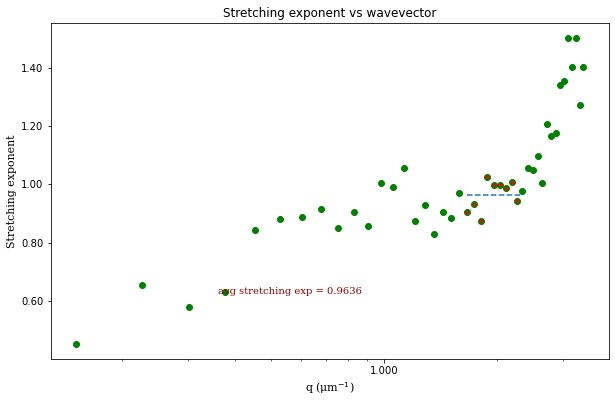 Stretching exponent vs wavevector
Stretching exponent
1.40
1.20
1.00
0.80
0.60
avg stretching exp = 0.9636
1.000
q (μm⁻¹)